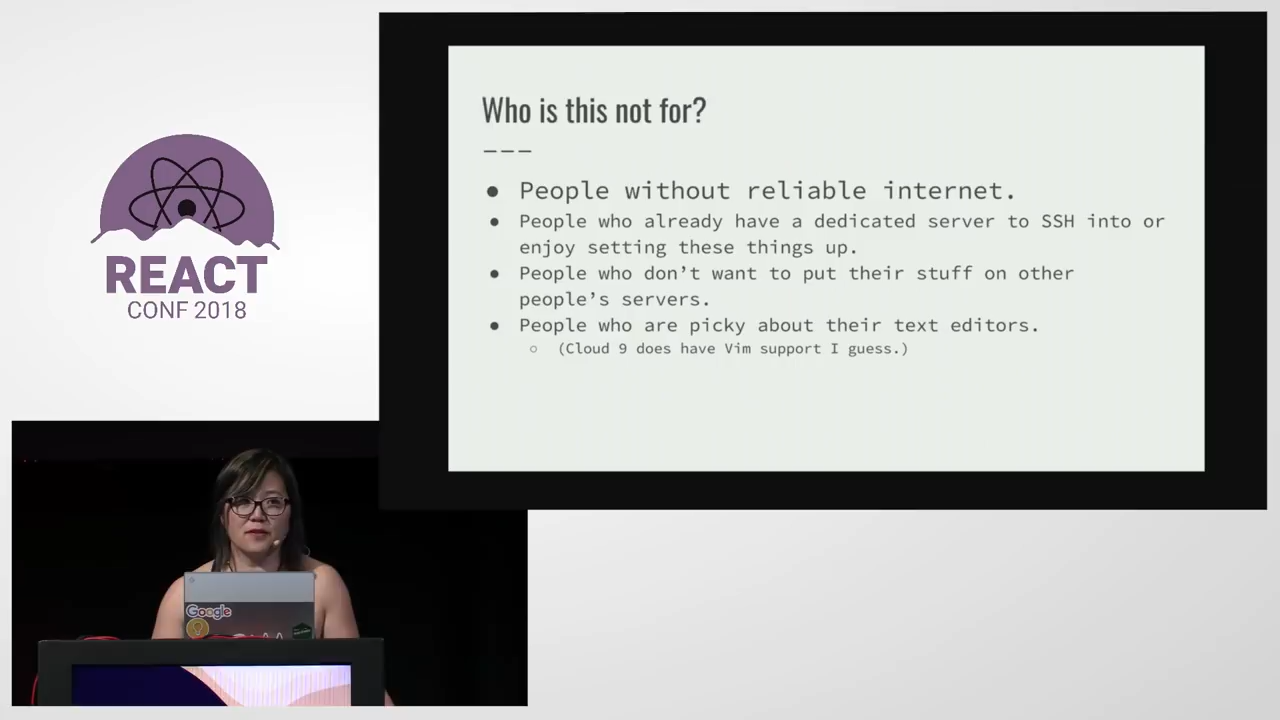 REACT
CONF 2018
Who is this not for?
---
● People without reliable internet.
● People who already have a dedicated server to SSH into or
enjoy setting these things up.
● People who don’t want to put their stuff on other
people’s servers.
● People who are picky about their text editors.
○ (Cloud 9 does have Vim support I guess.)
Google